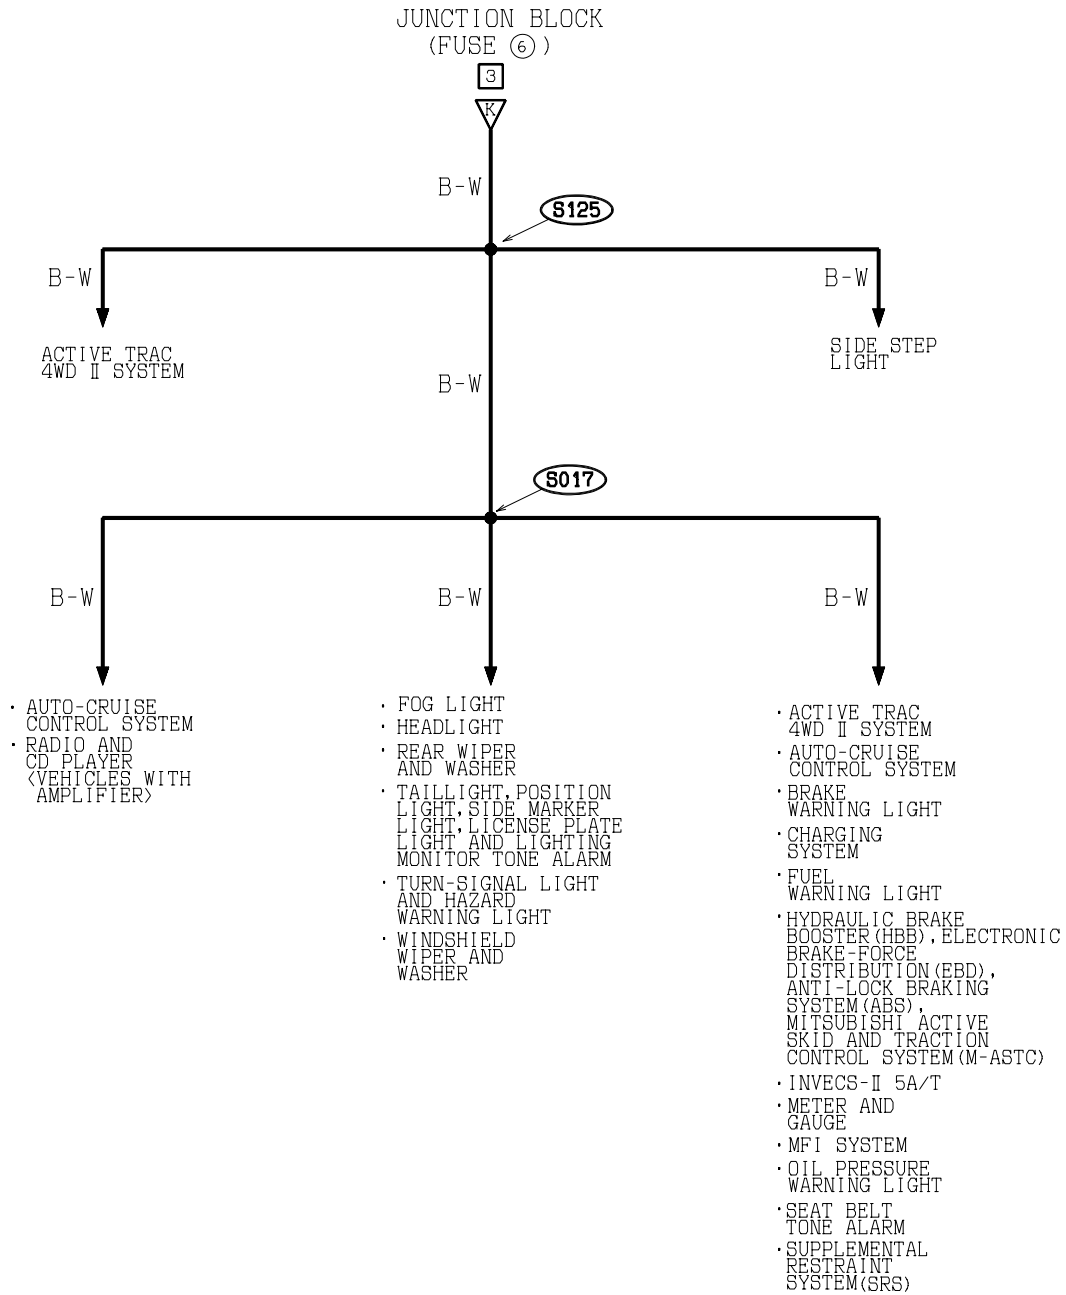 JUNCTION BLOCK
(FUSE 6)
3
K
B-W
S125
B-W
B-W
ACTIVE TRAC
4WD Ⅱ SYSTEM
SIDE STEP
LIGHT
B-W
S017
B-W
B-W
B-W
· AUTO-CRUISE
CONTROL SYSTEM
· RADIO AND
CD PLAYER
<VEHICLES WITH
AMPLIFIER>
· FOG LIGHT
· HEADLIGHT
· REAR WIPER
AND WASHER
· TAILLIGHT,POSITION
LIGHT,SIDE MARKER
LIGHT,LICENSE PLATE
LIGHT AND LIGHTING
MONITOR TONE ALARM
· TURN-SIGNAL LIGHT
AND HAZARD
WARNING LIGHT
· WINDSHIELD
WIPER AND
WASHER
· ACTIVE TRAC
4WD Ⅱ SYSTEM
· AUTO-CRUISE
CONTROL SYSTEM
· BRAKE
WARNING LIGHT
· CHARGING
SYSTEM
· FUEL
WARNING LIGHT
· HYDRAULIC BRAKE
BOOSTER(HBB),ELECTRONIC
BRAKE-FORCE
DISTRIBUTION(EBD),
ANTI-LOCK BRAKING
SYSTEM(ABS),
MITSUBISHI ACTIVE
SKID AND TRACTION
CONTROL SYSTEM(M-ASTC)
· INVECS-Ⅱ 5A/T
· METER AND
GAUGE
· MFI SYSTEM
· OIL PRESSURE
WARNING LIGHT
· SEAT BELT
TONE ALARM
· SUPPLEMENTAL
RESTRAINT
SYSTEM(SRS)